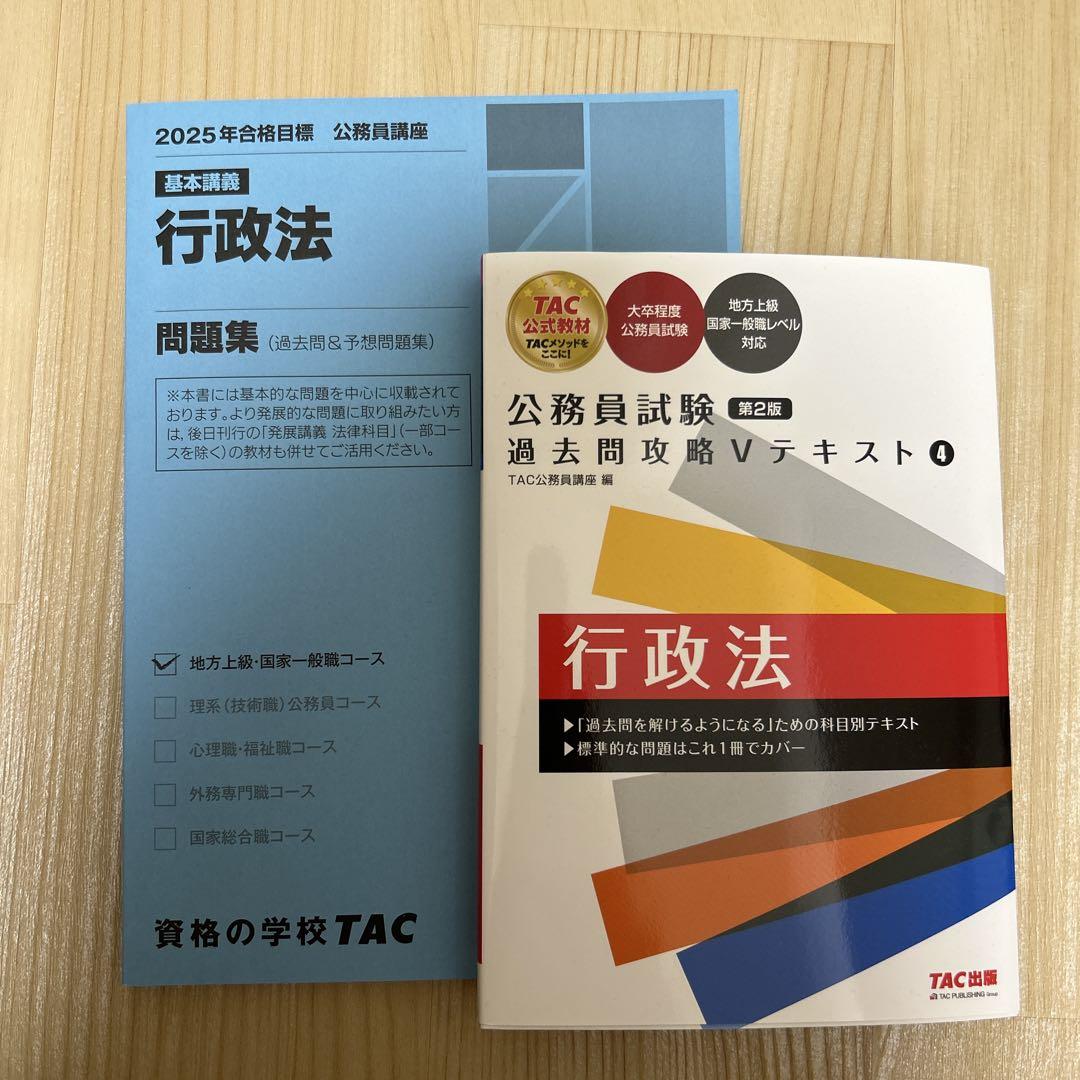 2025年合格目標 公務員講座
基本講義
行政法
問題集(過去問&予想問題集)
※本書には基本的な問題を中心に収載されて
おります。より発展的な問題に取り組みたい方
は、後日刊行の「発展講義 法律科目」(一部コー
スを除く)の教材も併せてご活用ください。
地方上級・国家一般職コース
理系(技術職)公務員コース
心理職・福祉職コース
外務専門職コース
国家総合職コース
資格の学校TAC
TAC
公式教材
TACメソッドを
ここに!
大卒程度
公務員試験
地方上級
国家一般職レベル
対応
公務員試験 第2版
過去問攻略Vテキスト4
TAC公務員講座 編
行政法
▶「過去問を解けるようになる」ための科目別テキスト
▶標準的な問題はこれ1冊でカバー
TAC出版
TAC PUBLISHING Group